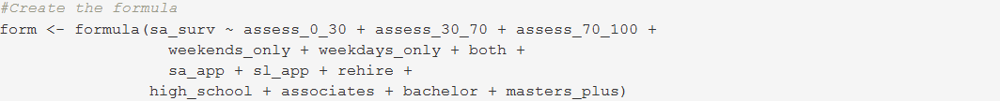 #Create the formula
form <- formula(sa_surv ~ assess_0_30 + assess_30_70 + assess_70_100 +
weekends_only + weekdays_only + both +
sa_app + sl_app + rehire +
high_school + associates + bachelor + masters_plus)